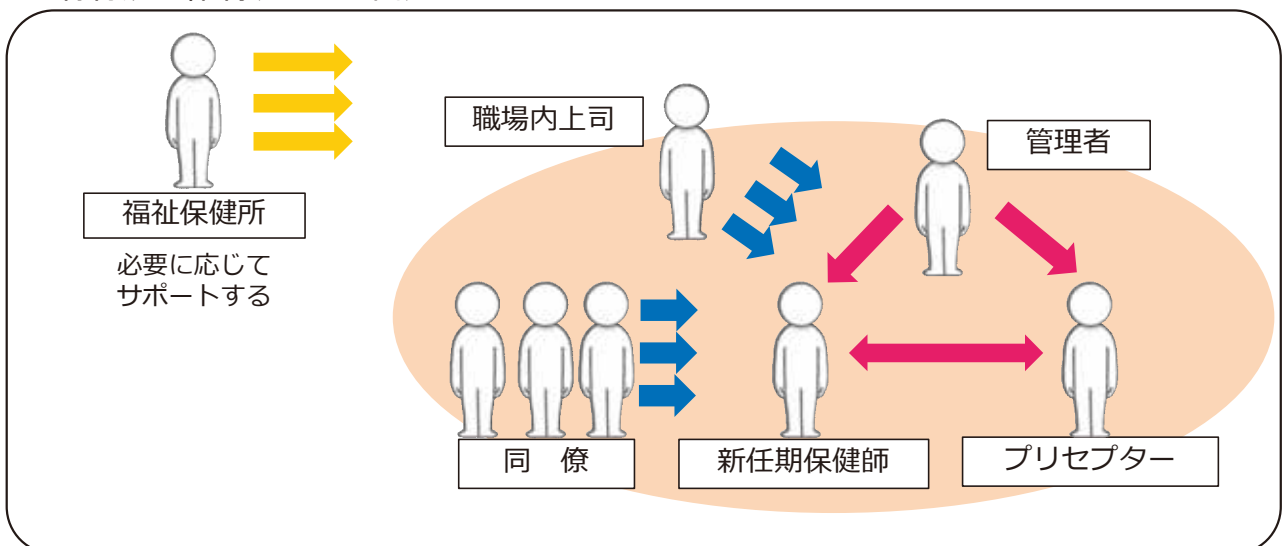 職場内上司
管理者
福祉保健所
必要に応じて
サポートする
同　僚
新任期保健師
プリセプター